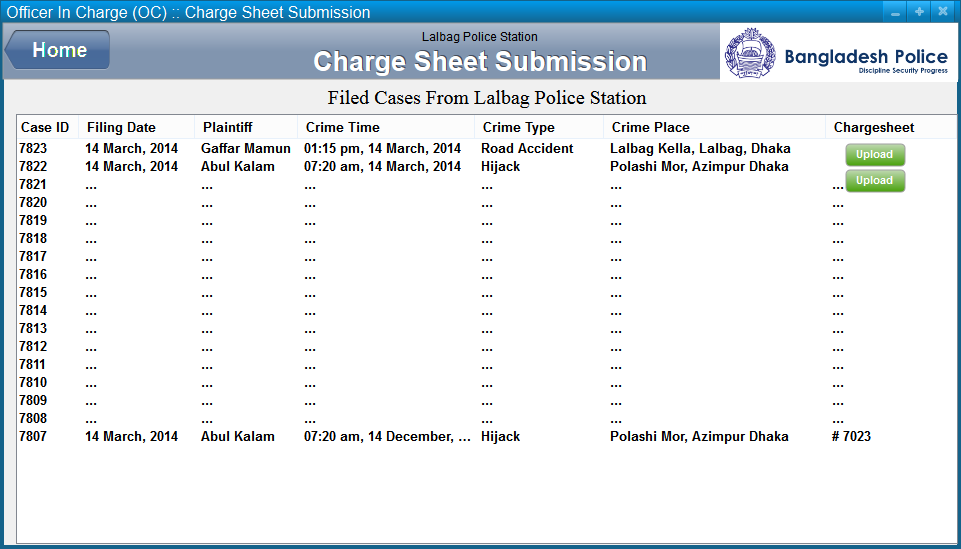 Officer In Charge (OC) :: Charge Sheet Submission
Home
Lalbag Police Station
Charge Sheet Submission
Bangladesh Police
Discipline Security Progress
Filed Cases From Lalbag Police Station
Case ID Filing Date Plaintiff Crime Time Crime Type Crime Place Chargesheet
7823 14 March, 2014 Gaffar Mamun 01:15 pm, 14 March, 2014 Road Accident Lalbag Kella, Lalbag, Dhaka Upload
7822 14 March, 2014 Abul Kalam 07:20 am, 14 March, 2014 Hijack Polashi Mor, Azimpur Dhaka Upload
7821 ... ... ... ... ... ...
7820 ... ... ... ... ... ...
7819 ... ... ... ... ... ...
7818 ... ... ... ... ... ...
7817 ... ... ... ... ... ...
7816 ... ... ... ... ... ...
7815 ... ... ... ... ... ...
7814 ... ... ... ... ... ...
7813 ... ... ... ... ... ...
7812 ... ... ... ... ... ...
7811 ... ... ... ... ... ...
7810 ... ... ... ... ... ...
7809 ... ... ... ... ... ...
7808 ... ... ... ... ... ...
7807 14 March, 2014 Abul Kalam 07:20 am, 14 December, ... Hijack Polashi Mor, Azimpur Dhaka # 7023